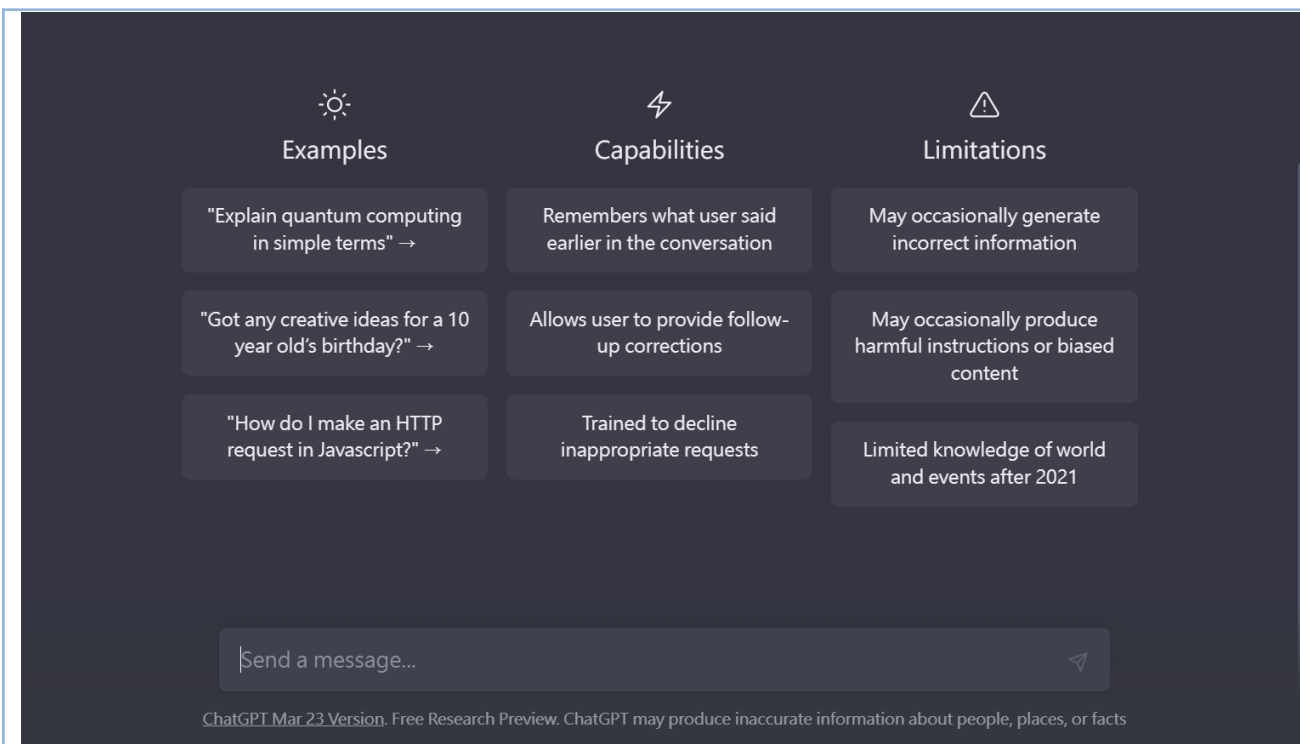 Examples
"Explain quantum computing
in simple terms" →
"Got any creative ideas for a 10
year old's birthday?" →
"How do I make an HTTP
request in Javascript?" →
Capabilities
Remembers what user said
earlier in the conversation
Allows user to provide follow-
up corrections
Trained to decline
inappropriate requests
Limitations
May occasionally generate
incorrect information
May occasionally produce
harmful instructions or biased
content
Limited knowledge of world
and events after 2021
Send a message...
ChatGPT Mar 23 Version. Free Research Preview. ChatGPT may produce inaccurate information about people, places, or facts